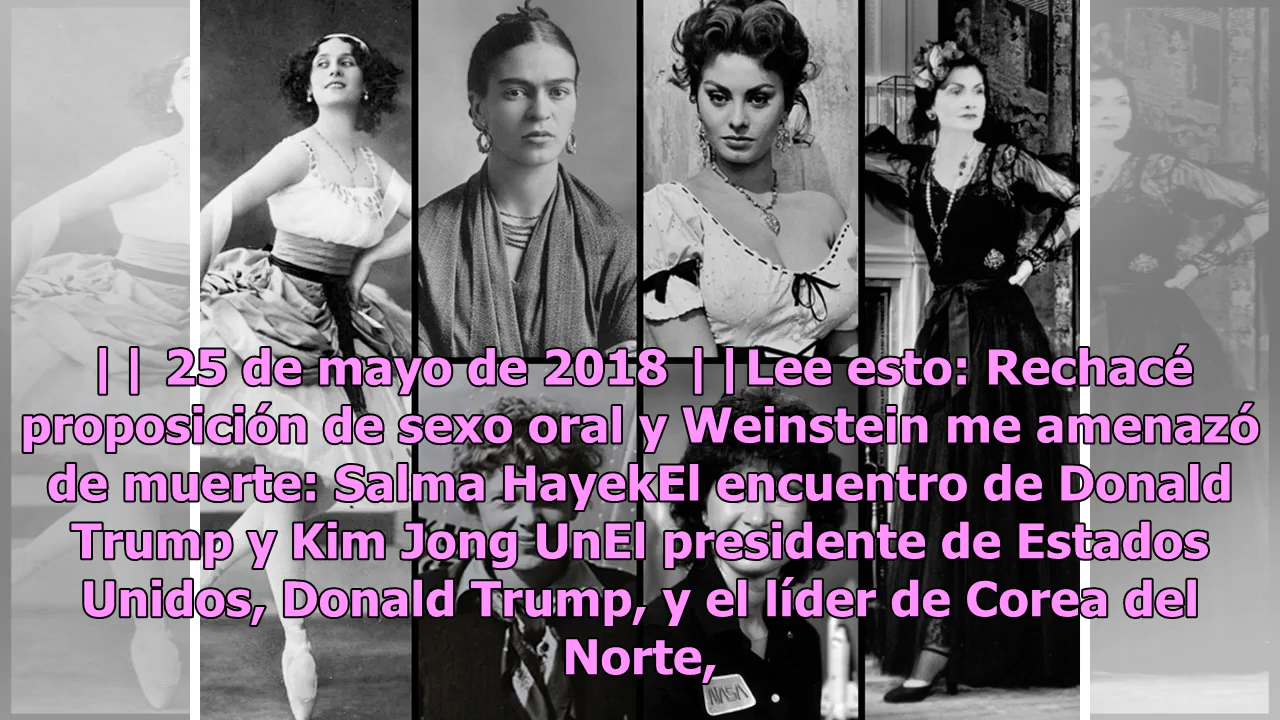 || 25 de mayo de 2018 ||Lee esto: Rechacé
proposición de sexo oral y Weinstein me amenazó
de muerte: Salma HayekEl encuentro de Donald
Trump y Kim Jong UnEl presidente de Estados
Unidos, Donald Trump, y el líder de Corea del
Norte,
NASA